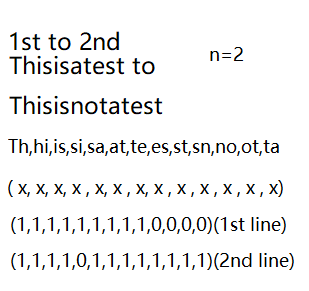 1st to 2nd
n=2
Thisisatest to
Thisisnotatest
Th,hi,is,si,sa,at,te,es,st,sn,no,ot,ta
( x, x, x, x , x, x , x, x , x , x , x , x , x)
(1,1,1,1,1,1,1,1,1,0,0,0,0)(1st line)
(1,1,1,1,0,1,1,1,1,1,1,1,1)(2nd line)